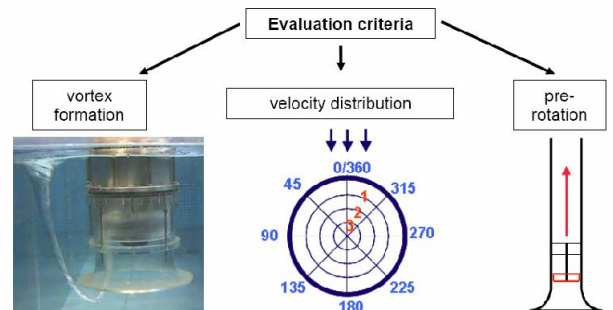 Evaluation criteria
vortex
formation
velocity distribution
pre-
rotation
0/360
45
315
1
2
3
90
270
135
225
180